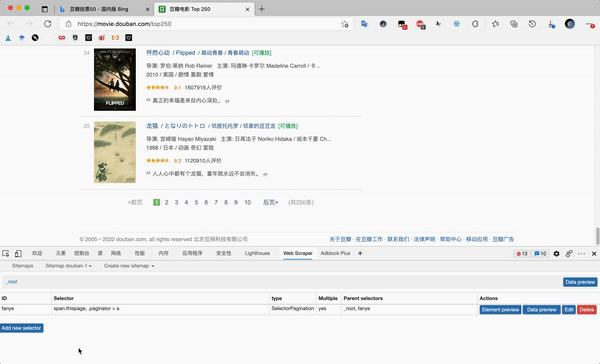 豆瓣投票50 - 国内版 Bing
豆瓣电影 Top 250
https://movie.douban.com/top250
24
怦然心动 / Flipped / 萌动青春 / 青春萌动 [可播放]
导演: 罗伯·莱纳 Rob Reiner 主演: 玛德琳·卡罗尔 Madeline Carroll / 卡...
2010 / 美国 / 剧情 喜剧 爱情
9.1 1607916人评价
“ 真正的幸福是来自内心深处。 ”
FLIPPED
25
龙猫 / となりのトトロ / 邻居托托罗 / 邻家的豆豆龙 [可播放]
导演: 宫崎骏 Hayao Miyazaki 主演: 日高法子 Noriko Hidaka / 坂本千夏 Ch...
1988 / 日本 / 动画 奇幻 冒险
9.2 1120910人评价
“ 人人心中都有个龙猫，童年就永远不会消失。 ”
<前页 1 2 3 4 5 6 7 8 9 10 后页> (共250条)
© 2005－2022 douban.com, all rights reserved 北京豆网科技有限公司
关于豆瓣 · 在豆瓣工作 · 联系我们 · 法律声明 · 帮助中心 · 移动应用 · 豆瓣广告
欢迎 元素 控制台 源 网络 性能 内存 应用程序 安全性 Lighthouse Web Scraper Adblock Plus 13 10
Sitemaps Sitemap douban-1 Create new sitemap
_root Data preview
ID Selector type Multiple Parent selectors Actions
fanye span.thispage, .paginator > a SelectorPagination yes _root, fanye Element preview Data preview Edit Delete
Add new selector